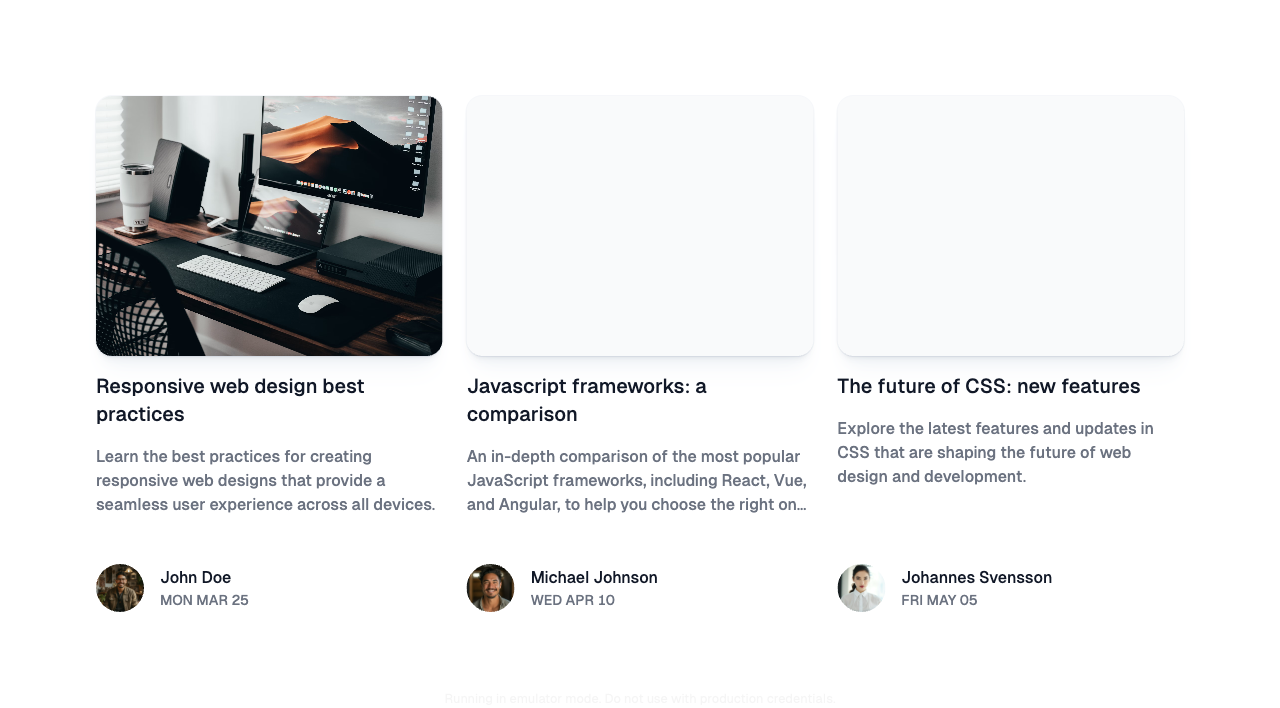 YETI
Responsive web design best
practices
Learn the best practices for creating
responsive web designs that provide a
seamless user experience across all devices.
John Doe
MON MAR 25
Javascript frameworks: a
comparison
An in-depth comparison of the most popular
JavaScript frameworks, including React, Vue,
and Angular, to help you choose the right on...
Michael Johnson
WED APR 10
The future of CSS: new features
Explore the latest features and updates in
CSS that are shaping the future of web
design and development.
Johannes Svensson
FRI MAY 05
Running in emulator mode. Do not use with production credentials.